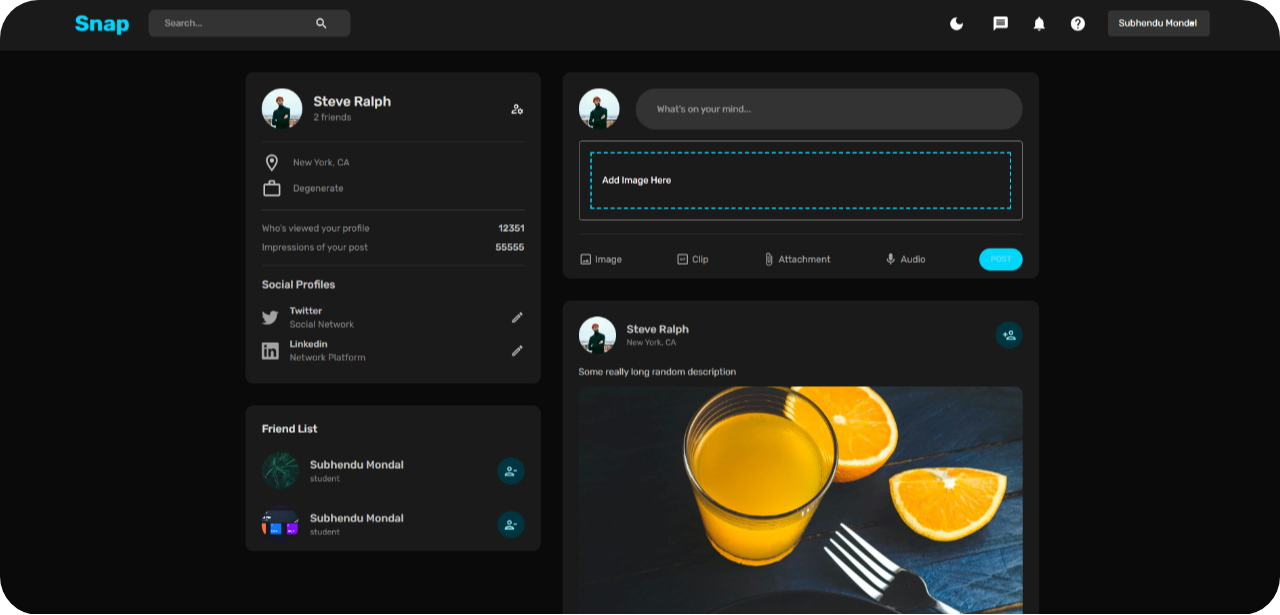 Snap
Search...
Subhendu Mondal
Steve Ralph
2 friends
New York, CA
Degenerate
Who's viewed your profile 12351
Impressions of your post 55555
Social Profiles
Twitter
Social Network
Linkedin
Network Platform
Friend List
Subhendu Mondal
student
Subhendu Mondal
student
What's on your mind...
Add Image Here
Image Clip Attachment Audio POST
Steve Ralph
New York, CA
Some really long random description